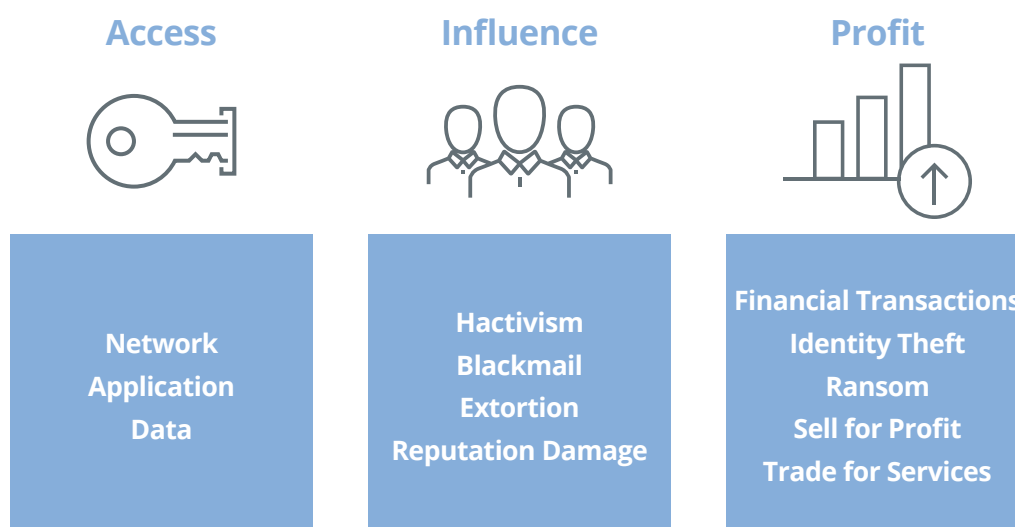 Access
Network
Application
Data
Influence
Hactivism
Blackmail
Extortion
Reputation Damage
Profit
Financial Transactions
Identity Theft
Ransom
Sell for Profit
Trade for Services